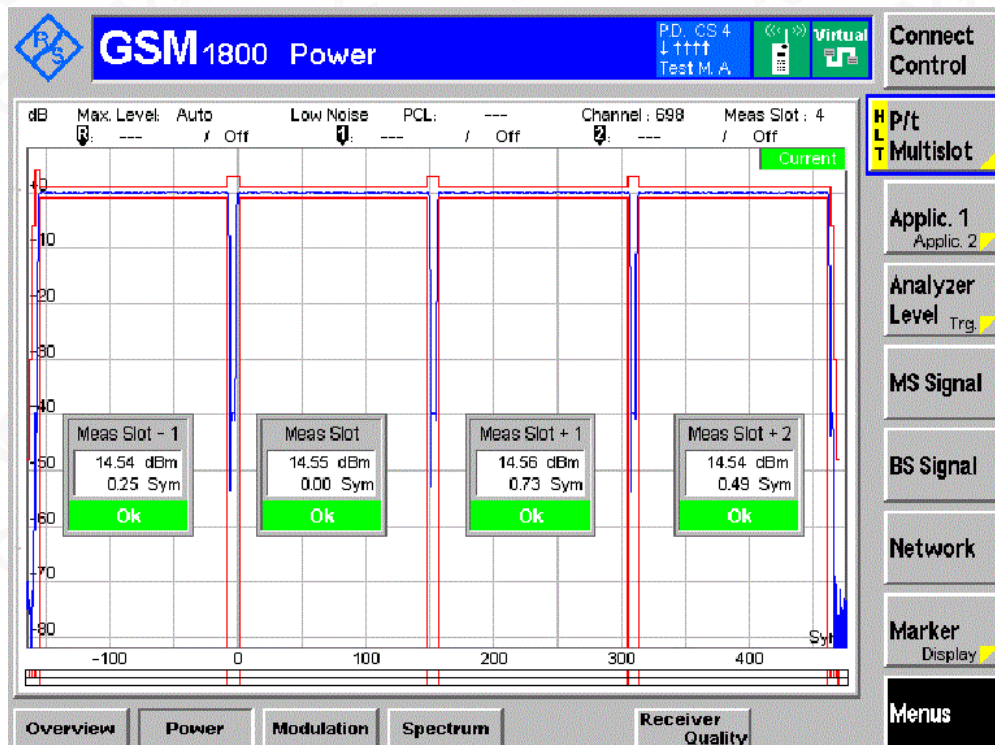 R S
GSM 1800 Power
P.D. CS 4
↓ ↑↑↑↑
Test M. A.
Virtual
Connect
Control
dB Max. Level: Auto Low Noise PCL: --- Channel : 698 Meas Slot : 4
R : --- / Off 1 : --- / Off 2 : --- / Off
Current
H L T
P/t
Multislot
+0
-10
-20
-30
-40
-50
-60
-70
-80
Applic. 1
Applic. 2
Analyzer
Level Trg.
MS Signal
BS Signal
Network
Marker
Display
Menus
Meas Slot - 1
14.54 dBm
0.25 Sym
Ok
Meas Slot
14.55 dBm
0.00 Sym
Ok
Meas Slot + 1
14.56 dBm
0.73 Sym
Ok
Meas Slot + 2
14.54 dBm
0.49 Sym
Ok
-100 0 100 200 300 400
Overview Power Modulation Spectrum Receiver
Quality